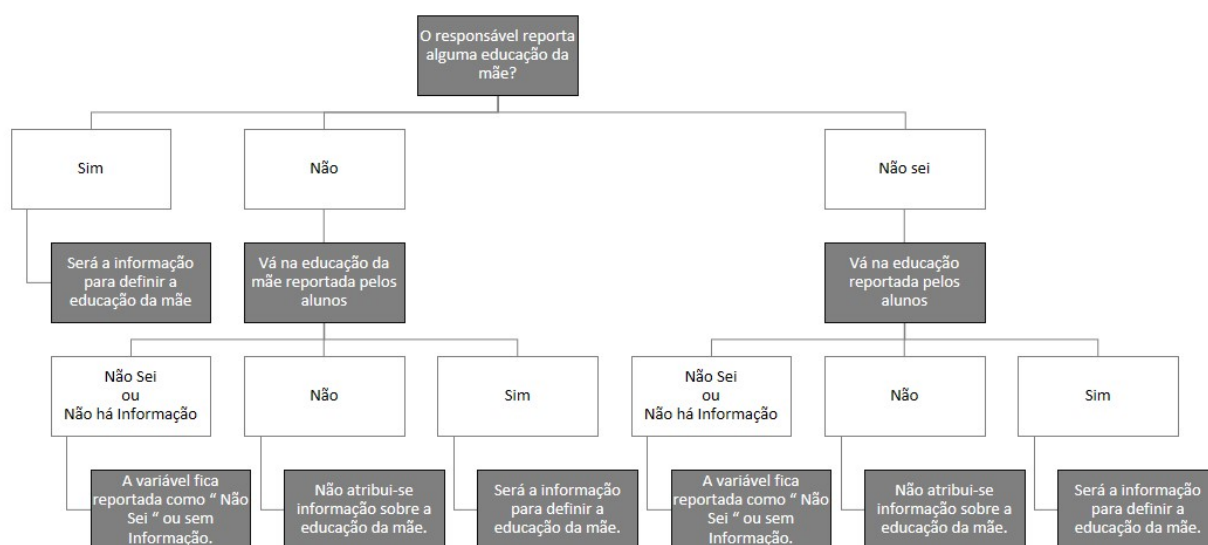 O responsável reporta
alguma educação da
mãe?
Sim
Não
Não sei
Será a informação
para definir a
educação da mãe
Vá na educação da
mãe reportada pelos
alunos
Vá na educação
reportada pelos
alunos
Não Sei
ou
Não há Informação
Não
Sim
Não Sei
ou
Não há Informação
Não
Sim
A variável fica
reportada como “ Não
Sei “ ou sem
Informação.
Não atribui-se
informação sobre a
educação da mãe.
Será a informação
para definir a
educação da mãe.
A variável fica
reportada como “ Não
Sei “ ou sem
Informação.
Não atribui-se
informação sobre a
educação da mãe.
Será a informação
para definir a
educação da mãe.